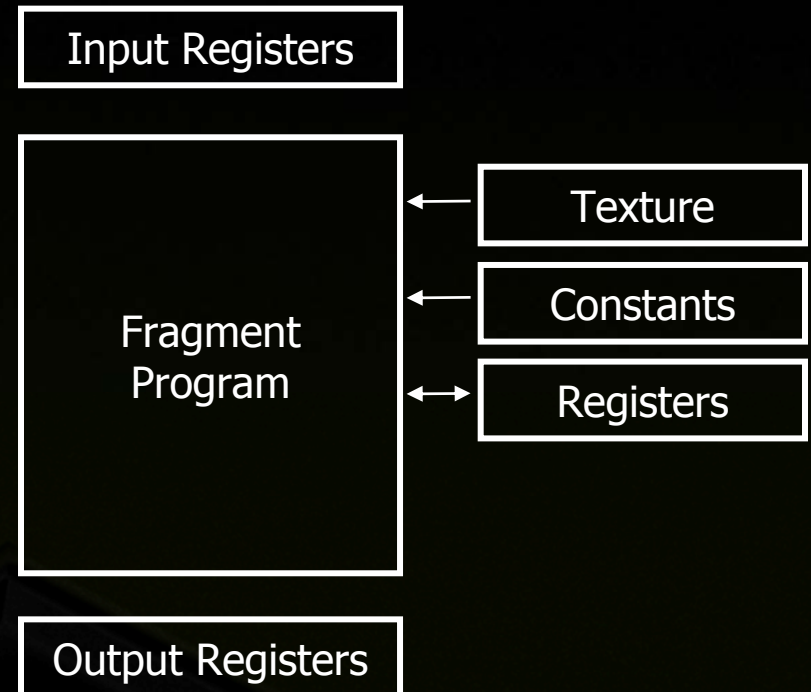 Input Registers
Texture
Constants
Fragment
Program
Registers
Output Registers